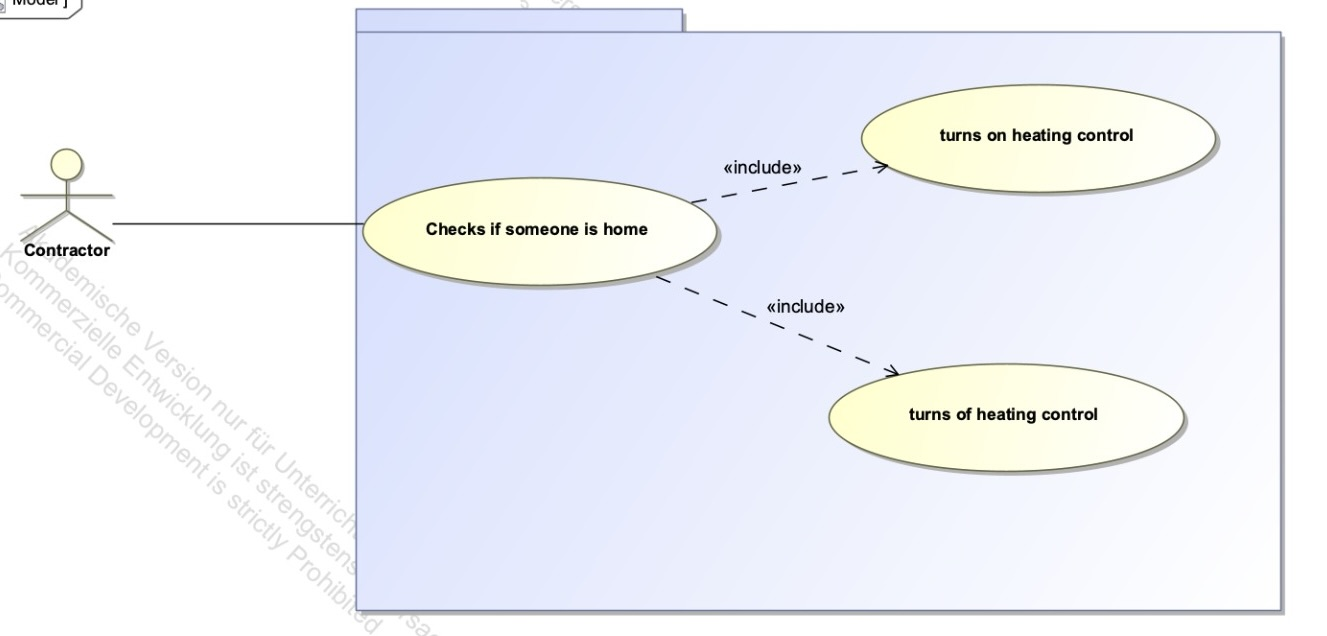 Model ]
turns on heating control
«include»
Checks if someone is home
Contractor
«include»
turns of heating control
Akademische Version nur für Unterricht
Kommerzielle Entwicklung ist strengstens
Commercial Development is strictly Prohibited